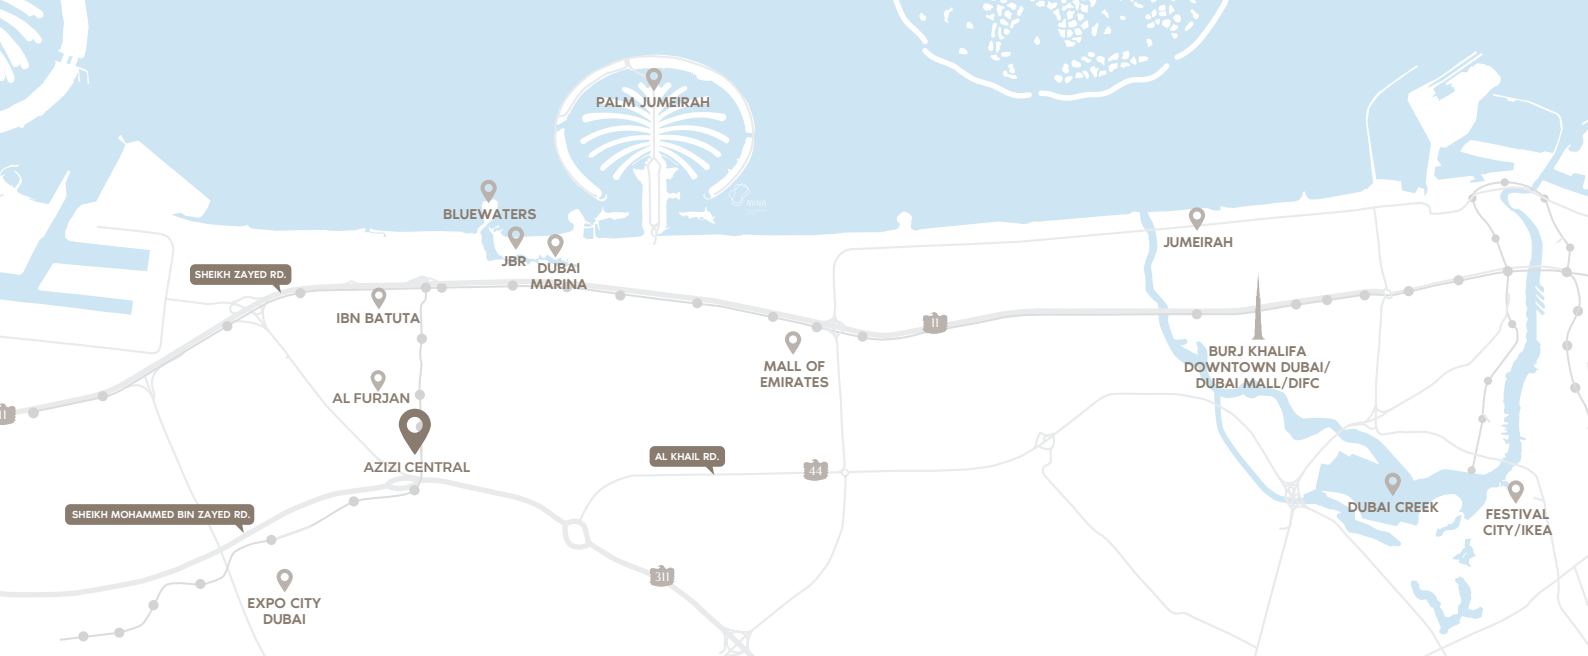 PALM JUMEIRAH
BLUEWATERS
JBR
DUBAI
MARINA
JUMEIRAH
SHEIKH ZAYED RD.
IBN BATUTA
11
BURJ KHALIFA
DOWNTOWN DUBAI/
DUBAI MALL/DIFC
MALL OF
EMIRATES
AL FURJAN
11
AZIZI CENTRAL
AL KHAIL RD.
44
DUBAI CREEK
FESTIVAL
CITY/IKEA
SHEIKH MOHAMMED BIN ZAYED RD.
311
EXPO CITY
DUBAI